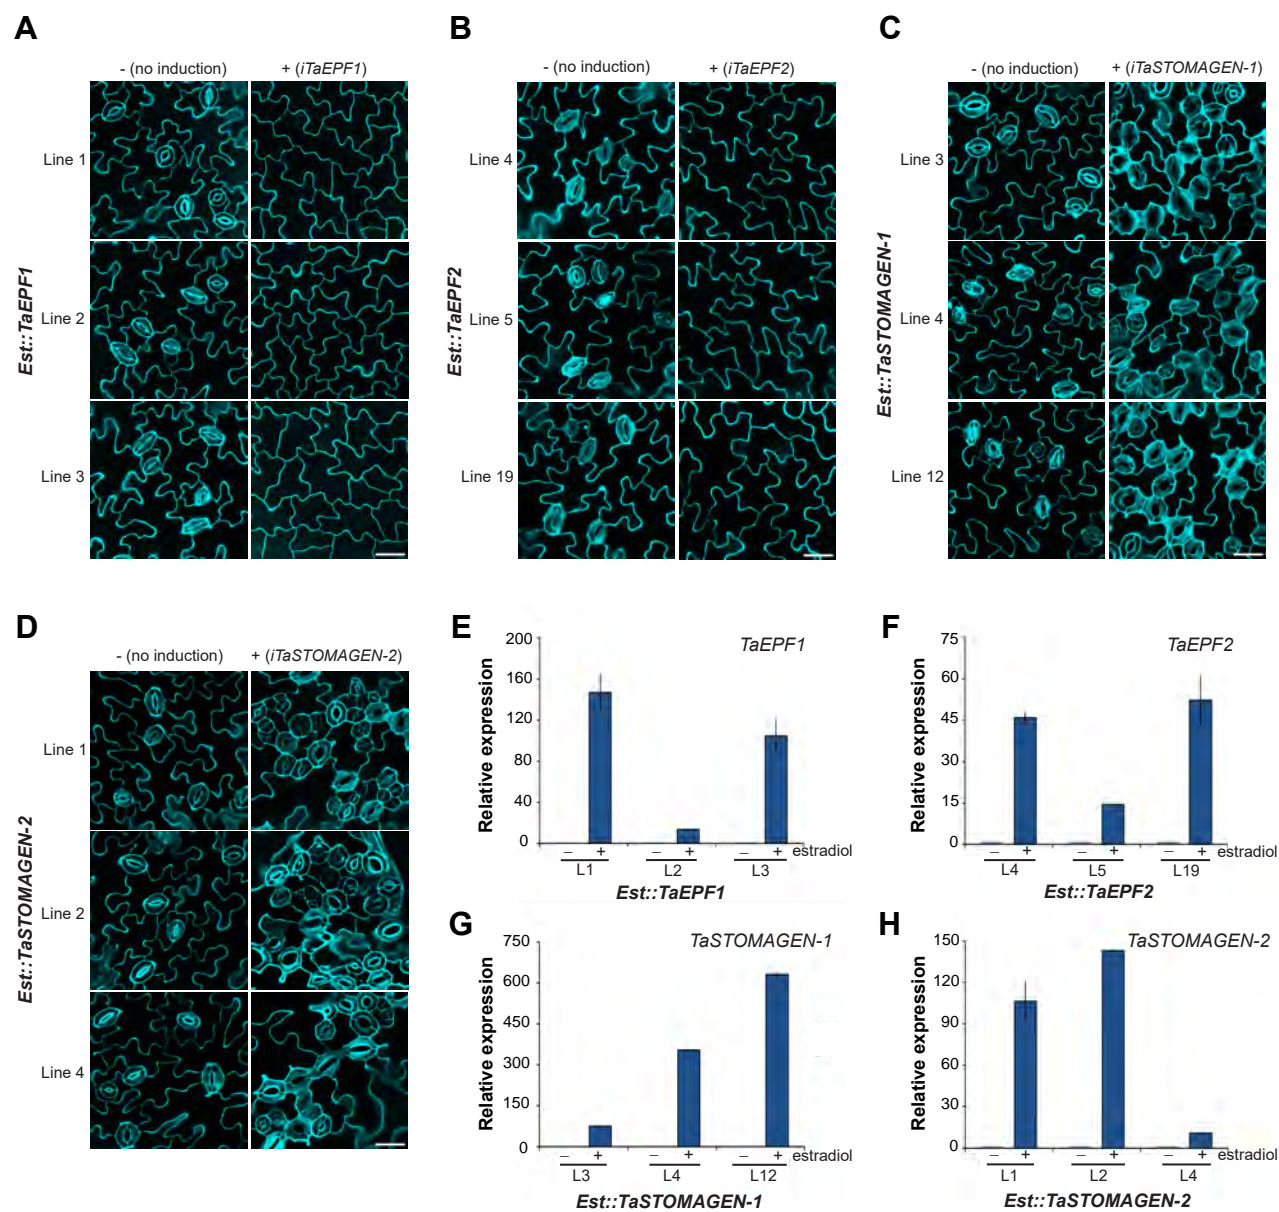 A
- (no induction)
+ (iTaEPF1)
Line 1
Line 2
Line 3
Est::TaEPF1
B
- (no induction)
+ (iTaEPF2)
Line 4
Line 5
Line 19
Est::TaEPF2
C
- (no induction)
+ (iTaSTOMAGEN-1)
Line 3
Line 4
Line 12
Est::TaSTOMAGEN-1
D
- (no induction)
+ (iTaSTOMAGEN-2)
Line 1
Line 2
Line 4
Est::TaSTOMAGEN-2
E
TaEPF1
Relative expression
200
160
120
80
40
0
– + – + – + estradiol
L1 L2 L3
Est::TaEPF1
F
TaEPF2
Relative expression
75
60
45
30
15
0
– + – + – + estradiol
L4 L5 L19
Est::TaEPF2
G
TaSTOMAGEN-1
Relative expression
750
600
450
300
150
0
– + – + – + estradiol
L3 L4 L12
Est::TaSTOMAGEN-1
H
TaSTOMAGEN-2
Relative expression
150
120
90
60
30
0
– + – + – + estradiol
L1 L2 L4
Est::TaSTOMAGEN-2